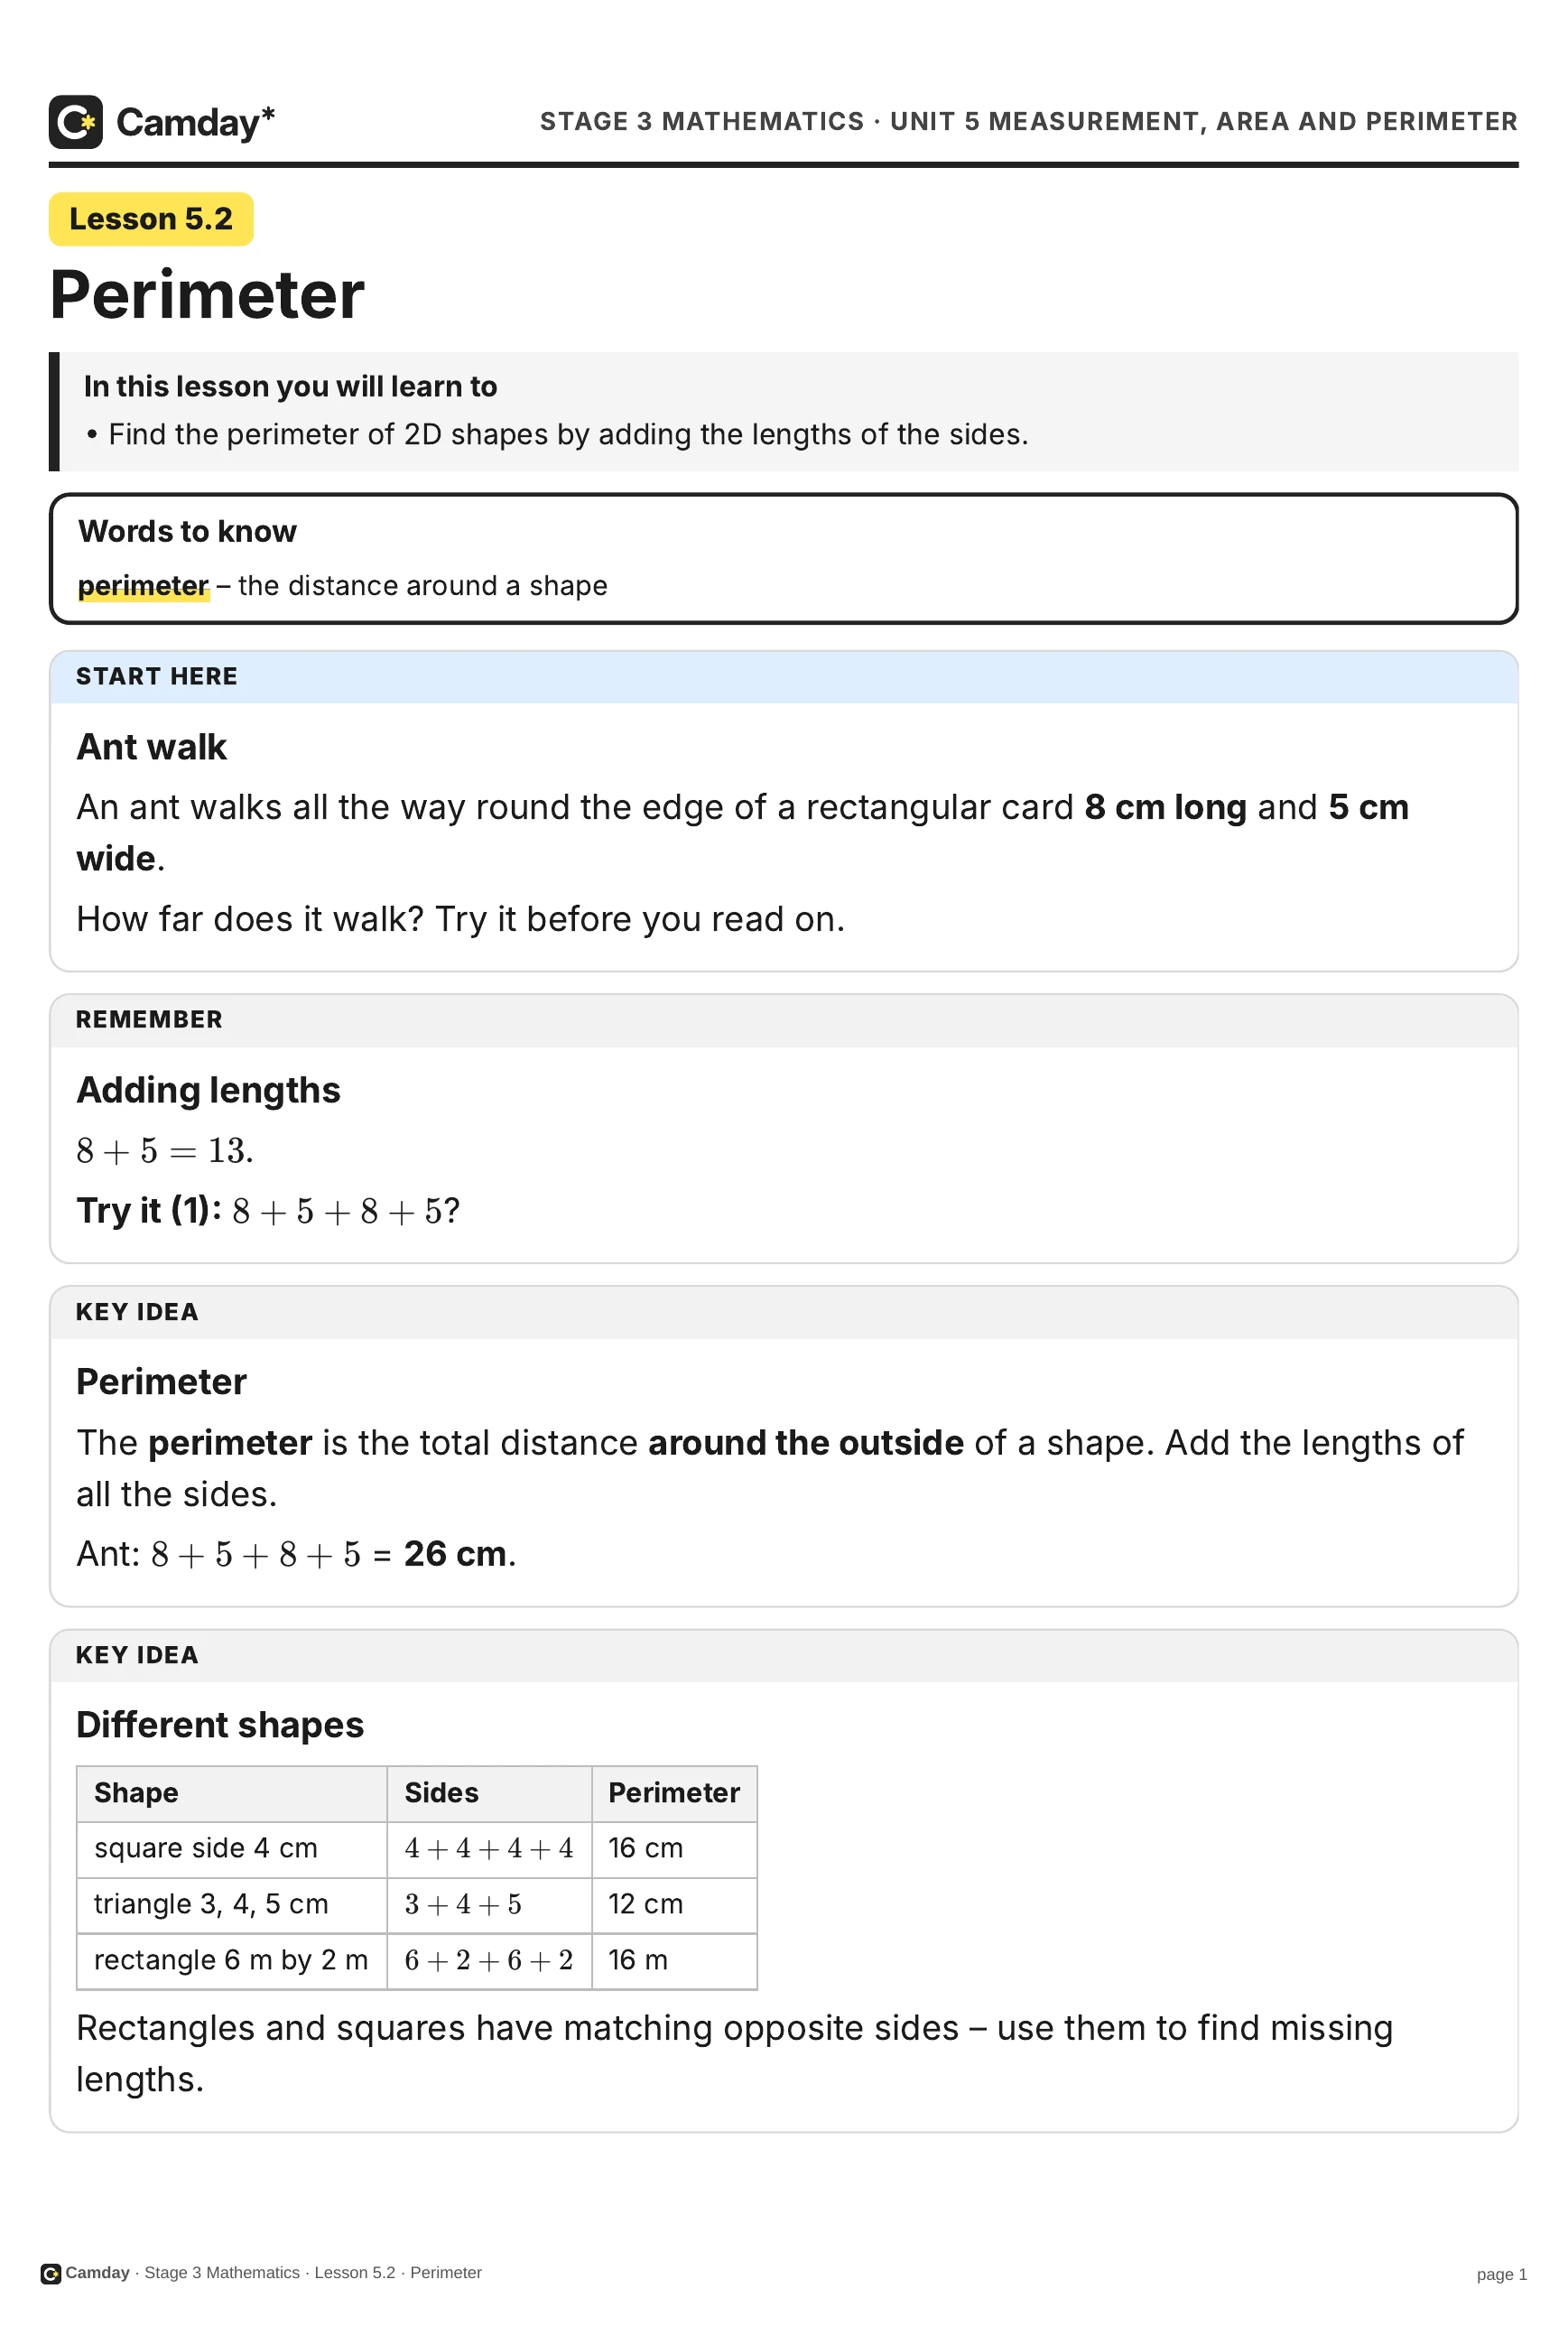 Camday*
STAGE 3 MATHEMATICS · UNIT 5 MEASUREMENT, AREA AND PERIMETER
Lesson 5.2
Perimeter
In this lesson you will learn to
• Find the perimeter of 2D shapes by adding the lengths of the sides.
Words to know
perimeter – the distance around a shape
START HERE
Ant walk
An ant walks all the way round the edge of a rectangular card 8 cm long and 5 cm
wide.
How far does it walk? Try it before you read on.
REMEMBER
Adding lengths
8 + 5 = 13.
Try it (1): 8 + 5 + 8 + 5?
KEY IDEA
Perimeter
The perimeter is the total distance around the outside of a shape. Add the lengths of
all the sides.
Ant: 8 + 5 + 8 + 5 = 26 cm.
KEY IDEA
Different shapes
Shape Sides Perimeter
square side 4 cm 4 + 4 + 4 + 4 16 cm
triangle 3, 4, 5 cm 3 + 4 + 5 12 cm
rectangle 6 m by 2 m 6 + 2 + 6 + 2 16 m
Rectangles and squares have matching opposite sides – use them to find missing
lengths.
Camday · Stage 3 Mathematics · Lesson 5.2 · Perimeter
page 1